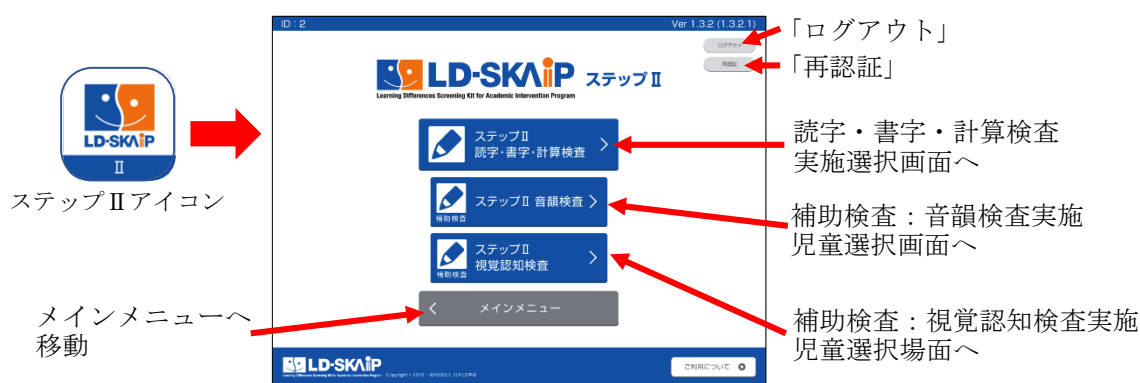 ID：2
Ver 1.3.2 (1.3.2.1)
ログアウト
再認証
「ログアウト」
「再認証」
LD-SKAiP ステップⅡ
Learning Differences Screening Kit for Academic Intervention Program
LD-SKAiP
Ⅱ
ステップⅡアイコン
ステップⅡ
読字・書字・計算検査
読字・書字・計算検査
実施選択画面へ
補助検査
ステップⅡ 音韻検査
補助検査：音韻検査実施
児童選択画面へ
補助検査
ステップⅡ
視覚認知検査
補助検査：視覚認知検査実施
児童選択場面へ
メインメニュー
メインメニューへ
移動
LD-SKAiP
Learning Differences Screening Kit for Academic Intervention Program
ご利用について